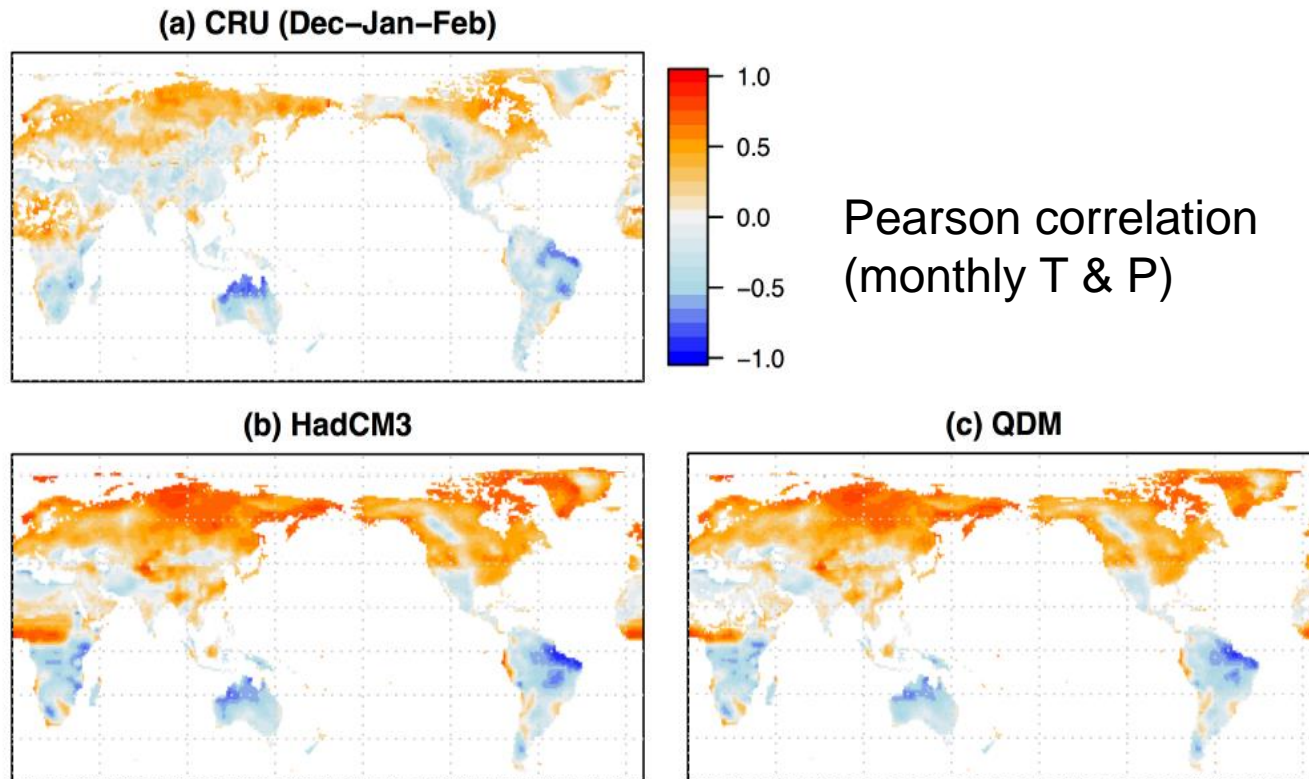 (a) CRU (Dec−Jan−Feb)
1.0
0.5
0.0
−0.5
−1.0
Pearson correlation
(monthly T & P)
(b) HadCM3
(c) QDM